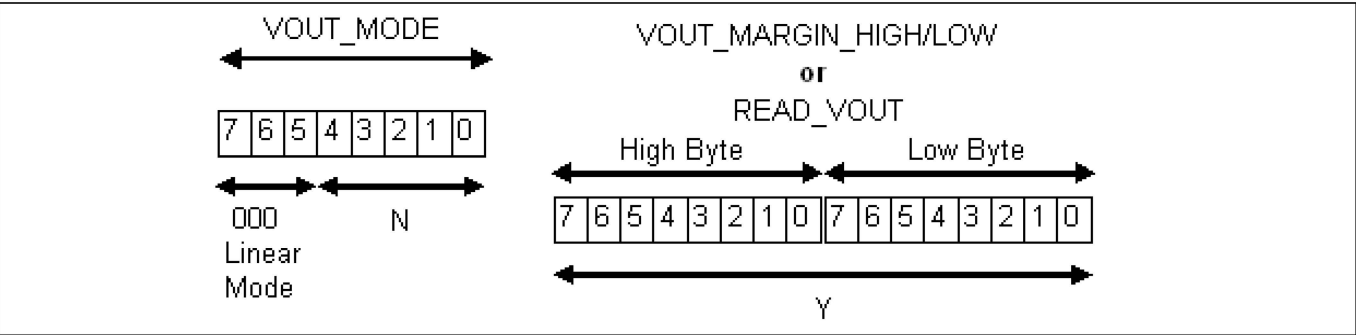 VOUT_MODE
7 6 5 4 3 2 1 0
000
Linear
Mode
N
VOUT_MARGIN_HIGH/LOW
or
READ_VOUT
High Byte Low Byte
7 6 5 4 3 2 1 0 7 6 5 4 3 2 1 0
Y